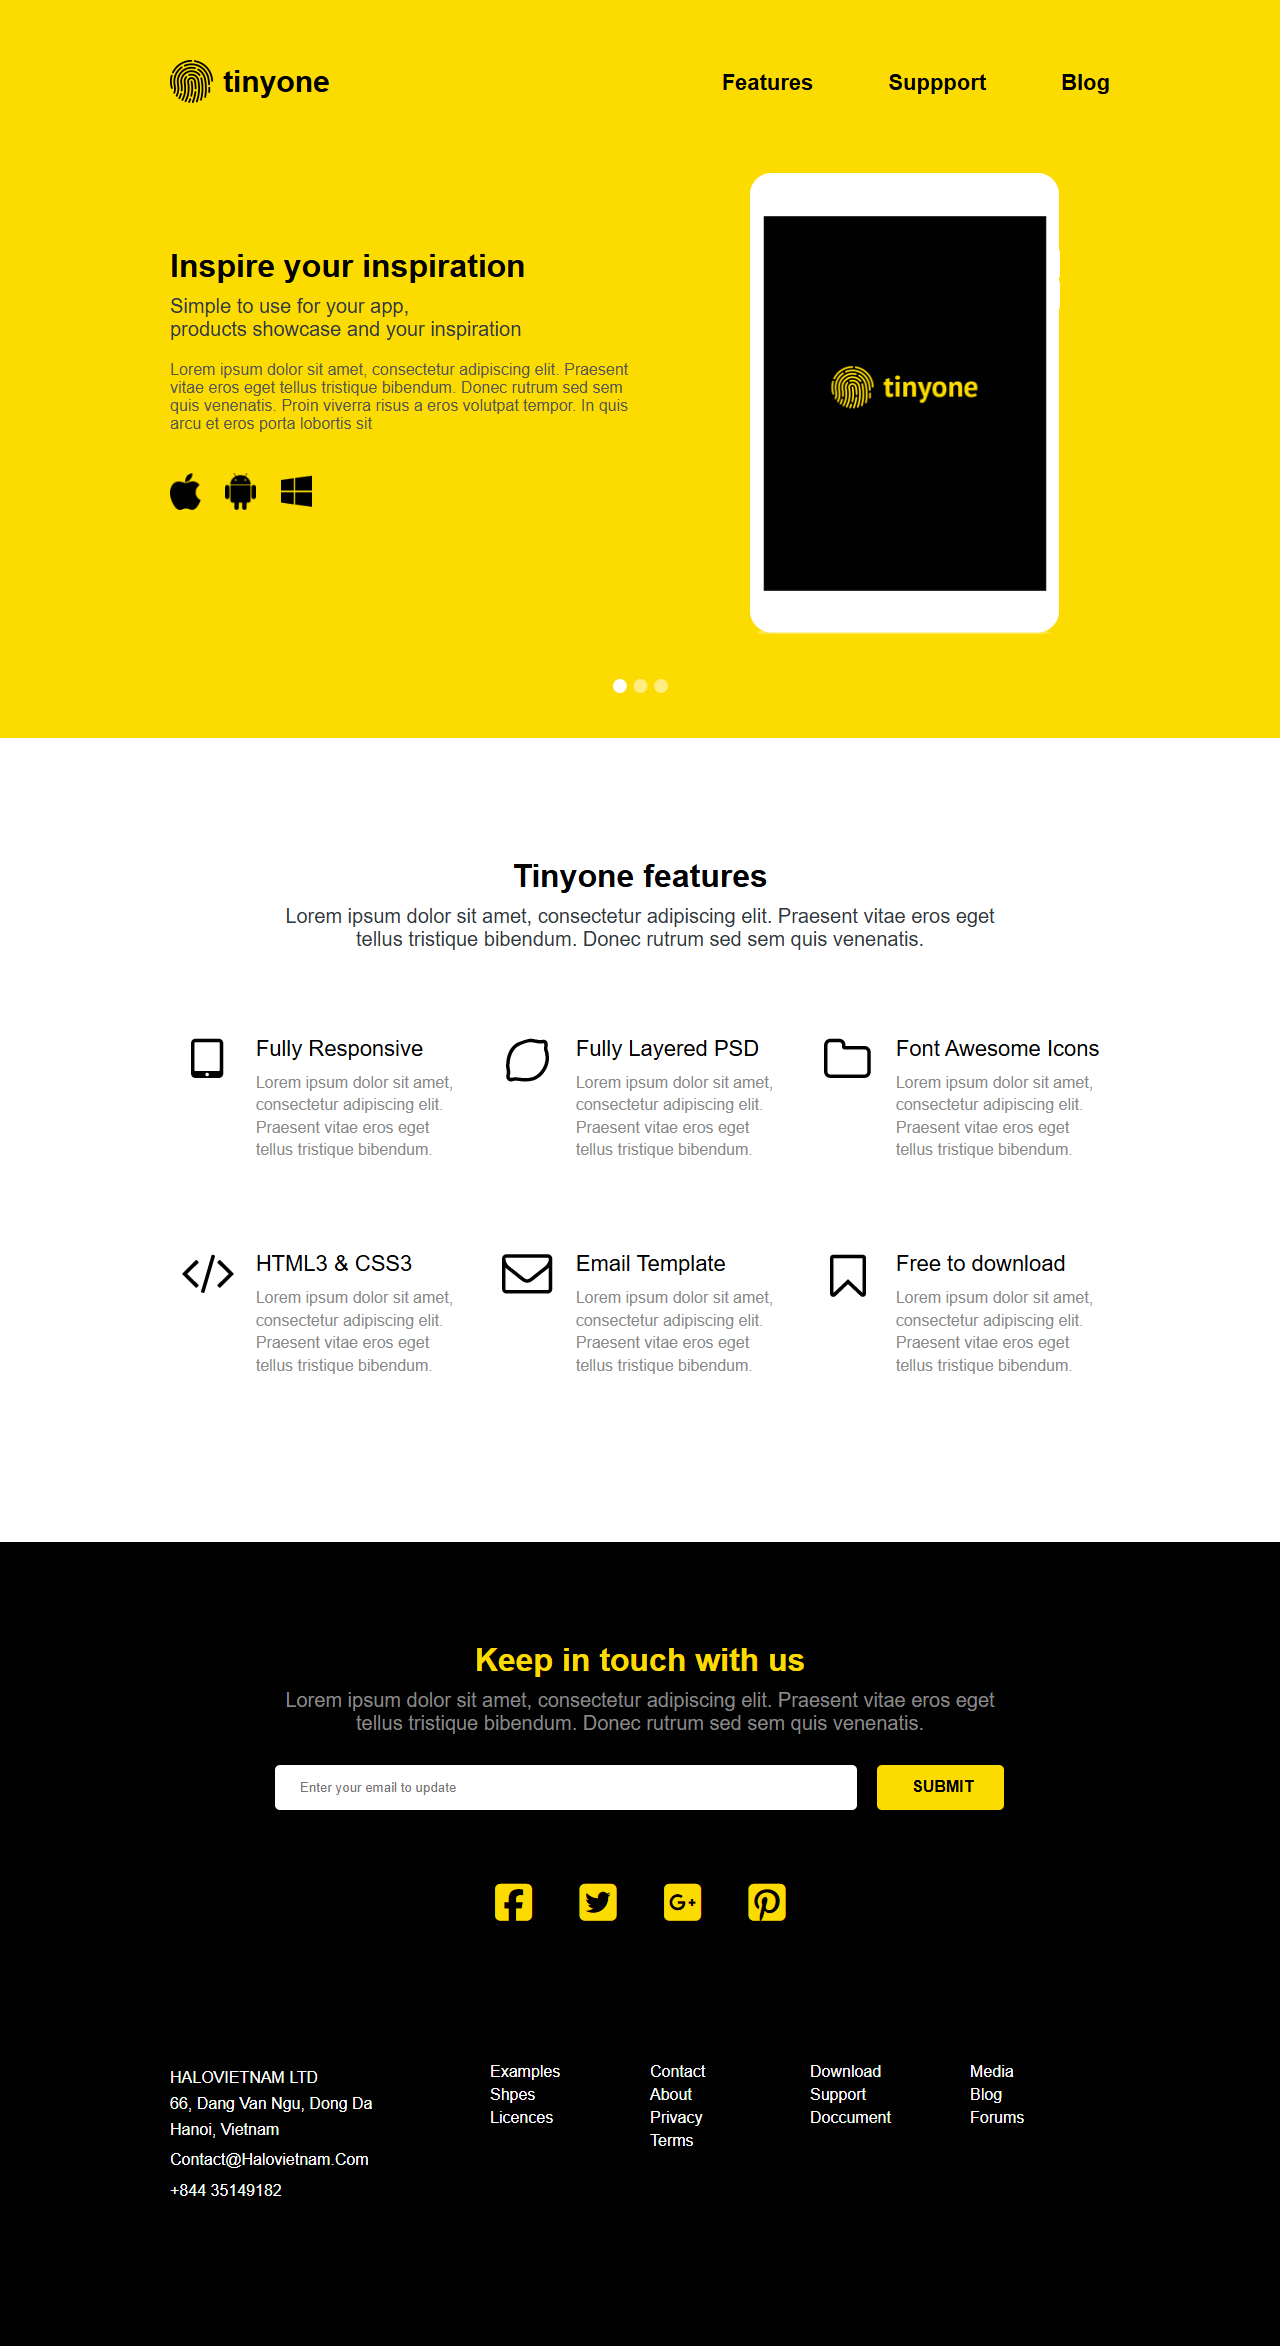 tinyone
Features
Suppport
Blog
Inspire your inspiration
Simple to use for your app,
products showcase and your inspiration
Lorem ipsum dolor sit amet, consectetur adipiscing elit. Praesent
vitae eros eget tellus tristique bibendum. Donec rutrum sed sem
quis venenatis. Proin viverra risus a eros volutpat tempor. In quis
arcu et eros porta lobortis sit
tinyone
Tinyone features
Lorem ipsum dolor sit amet, consectetur adipiscing elit. Praesent vitae eros eget
tellus tristique bibendum. Donec rutrum sed sem quis venenatis.
Fully Responsive
Lorem ipsum dolor sit amet,
consectetur adipiscing elit.
Praesent vitae eros eget
tellus tristique bibendum.
Fully Layered PSD
Lorem ipsum dolor sit amet,
consectetur adipiscing elit.
Praesent vitae eros eget
tellus tristique bibendum.
Font Awesome Icons
Lorem ipsum dolor sit amet,
consectetur adipiscing elit.
Praesent vitae eros eget
tellus tristique bibendum.
HTML3 & CSS3
Lorem ipsum dolor sit amet,
consectetur adipiscing elit.
Praesent vitae eros eget
tellus tristique bibendum.
Email Template
Lorem ipsum dolor sit amet,
consectetur adipiscing elit.
Praesent vitae eros eget
tellus tristique bibendum.
Free to download
Lorem ipsum dolor sit amet,
consectetur adipiscing elit.
Praesent vitae eros eget
tellus tristique bibendum.
Keep in touch with us
Lorem ipsum dolor sit amet, consectetur adipiscing elit. Praesent vitae eros eget
tellus tristique bibendum. Donec rutrum sed sem quis venenatis.
Enter your email to update
SUBMIT
HALOVIETNAM LTD
66, Dang Van Ngu, Dong Da
Hanoi, Vietnam
Contact@Halovietnam.Com
+844 35149182
Examples
Shpes
Licences
Contact
About
Privacy
Terms
Download
Support
Doccument
Media
Blog
Forums